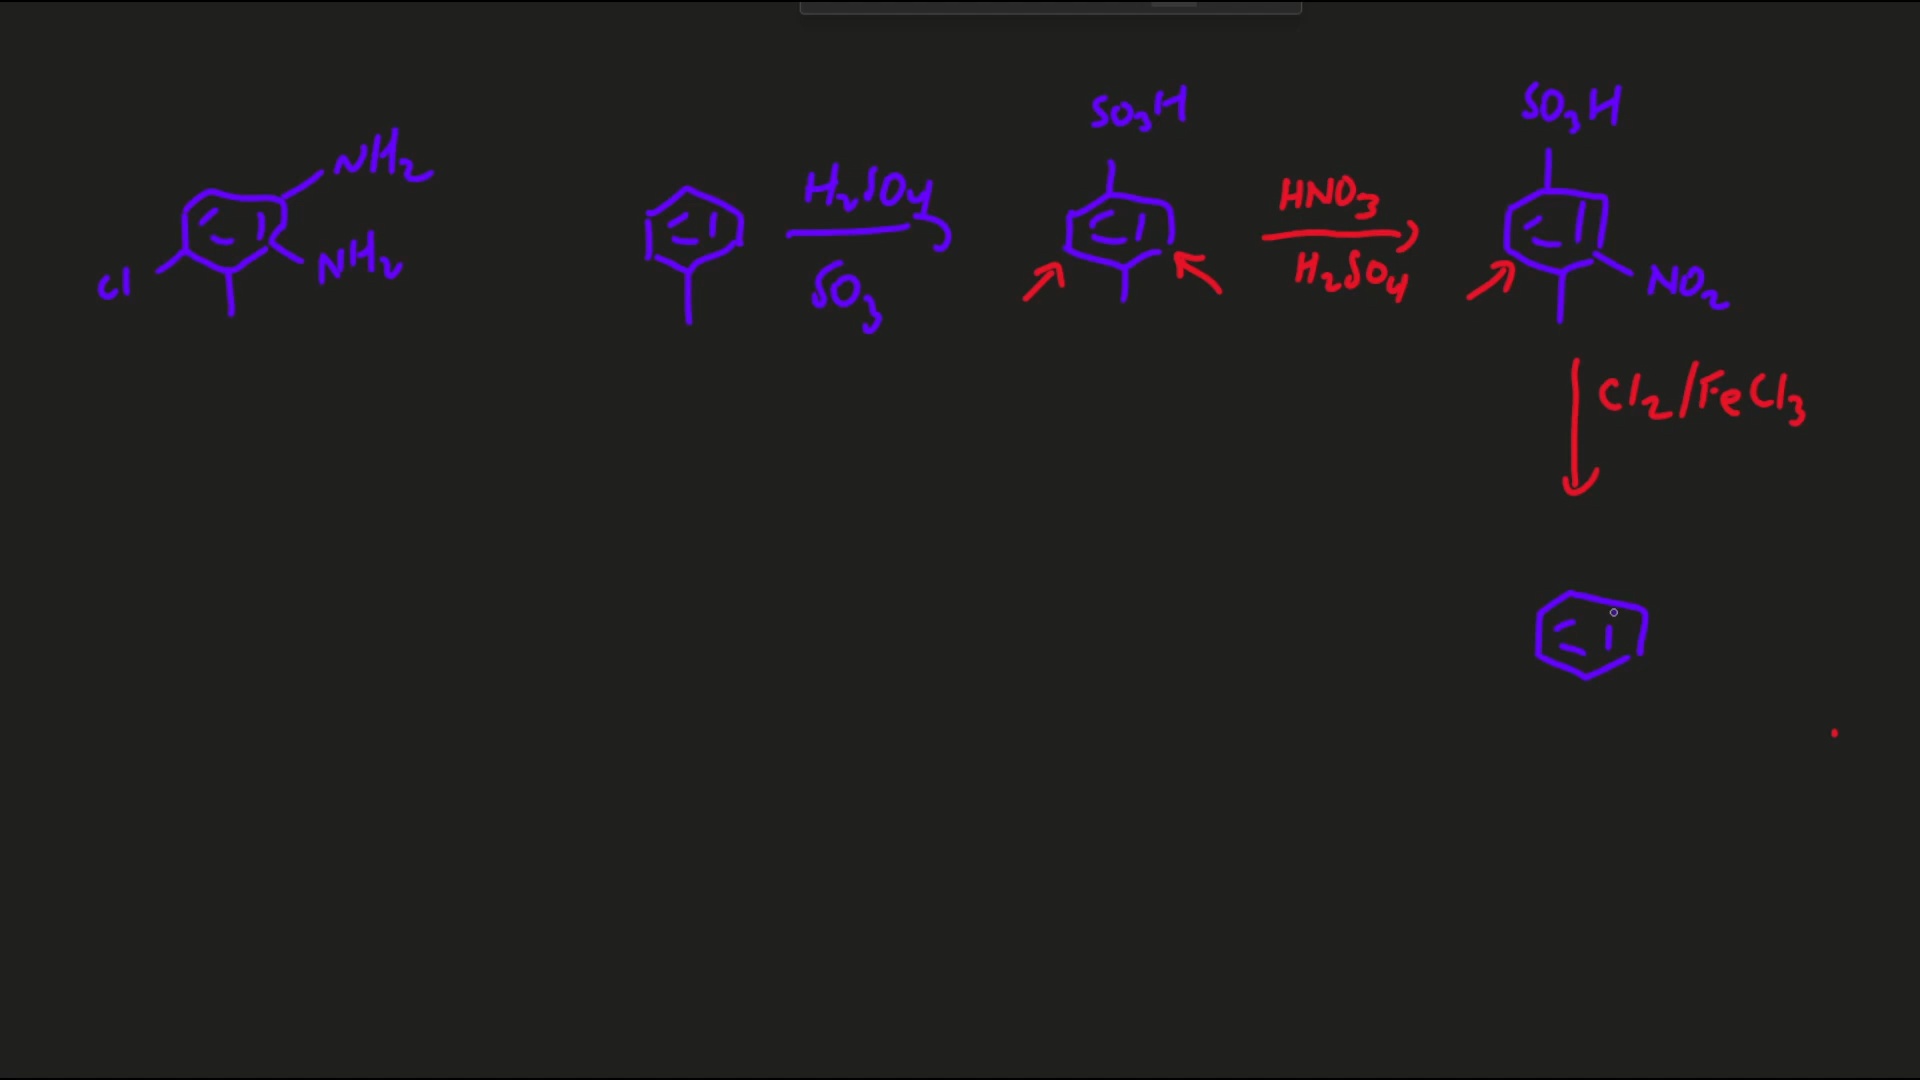 NH₂
NH₂
Cl
H₂SO₄
SO₃
SO₃H
HNO₃
H₂SO₄
SO₃H
NO₂
Cl₂/FeCl₃